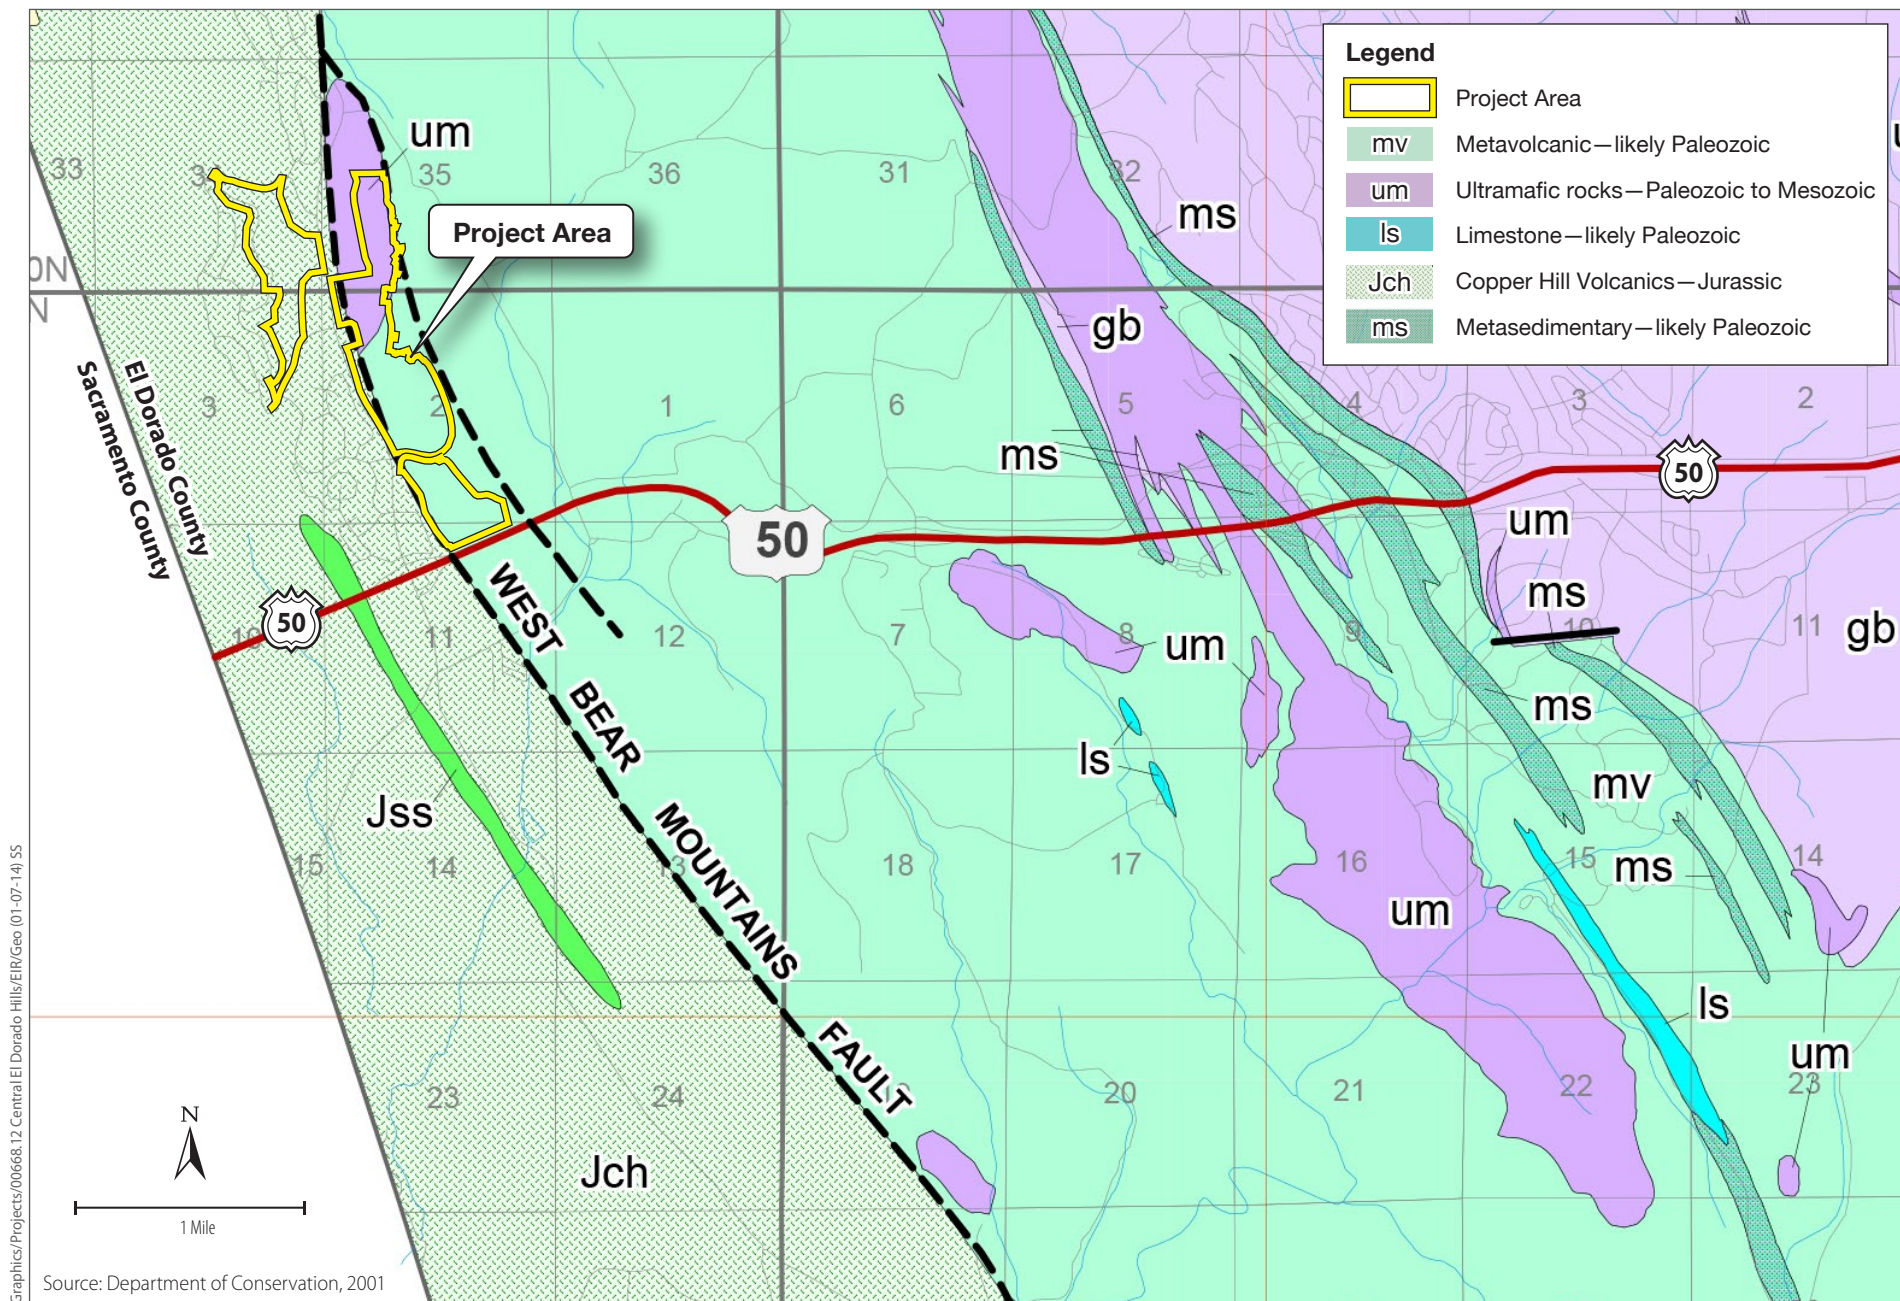 Legend
Project Area
mv Metavolcanic—likely Paleozoic
um Ultramafic rocks—Paleozoic to Mesozoic
ls Limestone—likely Paleozoic
Jch Copper Hill Volcanics—Jurassic
ms Metasedimentary—likely Paleozoic
um
33
35
36
31
32
ms
Project Area
0N
N
gb
El Dorado County
Sacramento County
3
2
1
6
5
4
3
2
ms
50
50
um
50
WEST BEAR MOUNTAINS FAULT
10
11
12
7
8
um
9
ms
10
11
gb
ms
ls
mv
Jss
15
14
13
18
17
16
um
15
ms
14
ls
um
23
24
20
21
22
23
Jch
N
1 Mile
Source: Department of Conservation, 2001
Graphics/Projects/00668.12 Central El Dorado Hills/EIR/Geo (01-07-14) SS